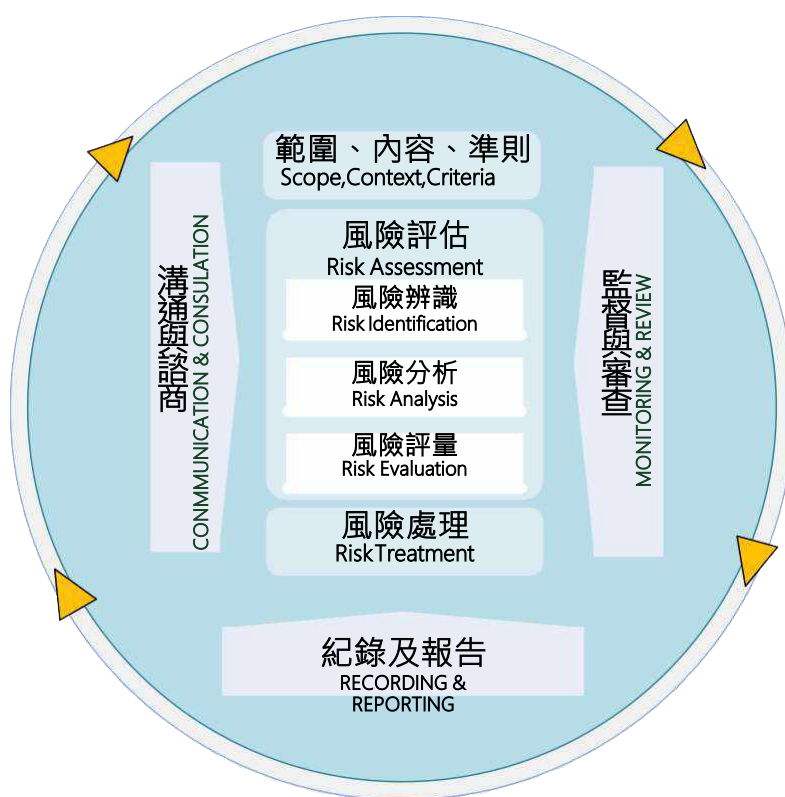 範圍、內容、準則
Scope,Context,Criteria
風險評估
Risk Assessment
風險辨識
Risk Identification
風險分析
Risk Analysis
風險評量
Risk Evaluation
風險處理
RiskTreatment
溝通與諮商
CONMMUNICATION & CONSULATION
監督與審查
MONITORING & REVIEW
紀錄及報告
RECORDING &
REPORTING